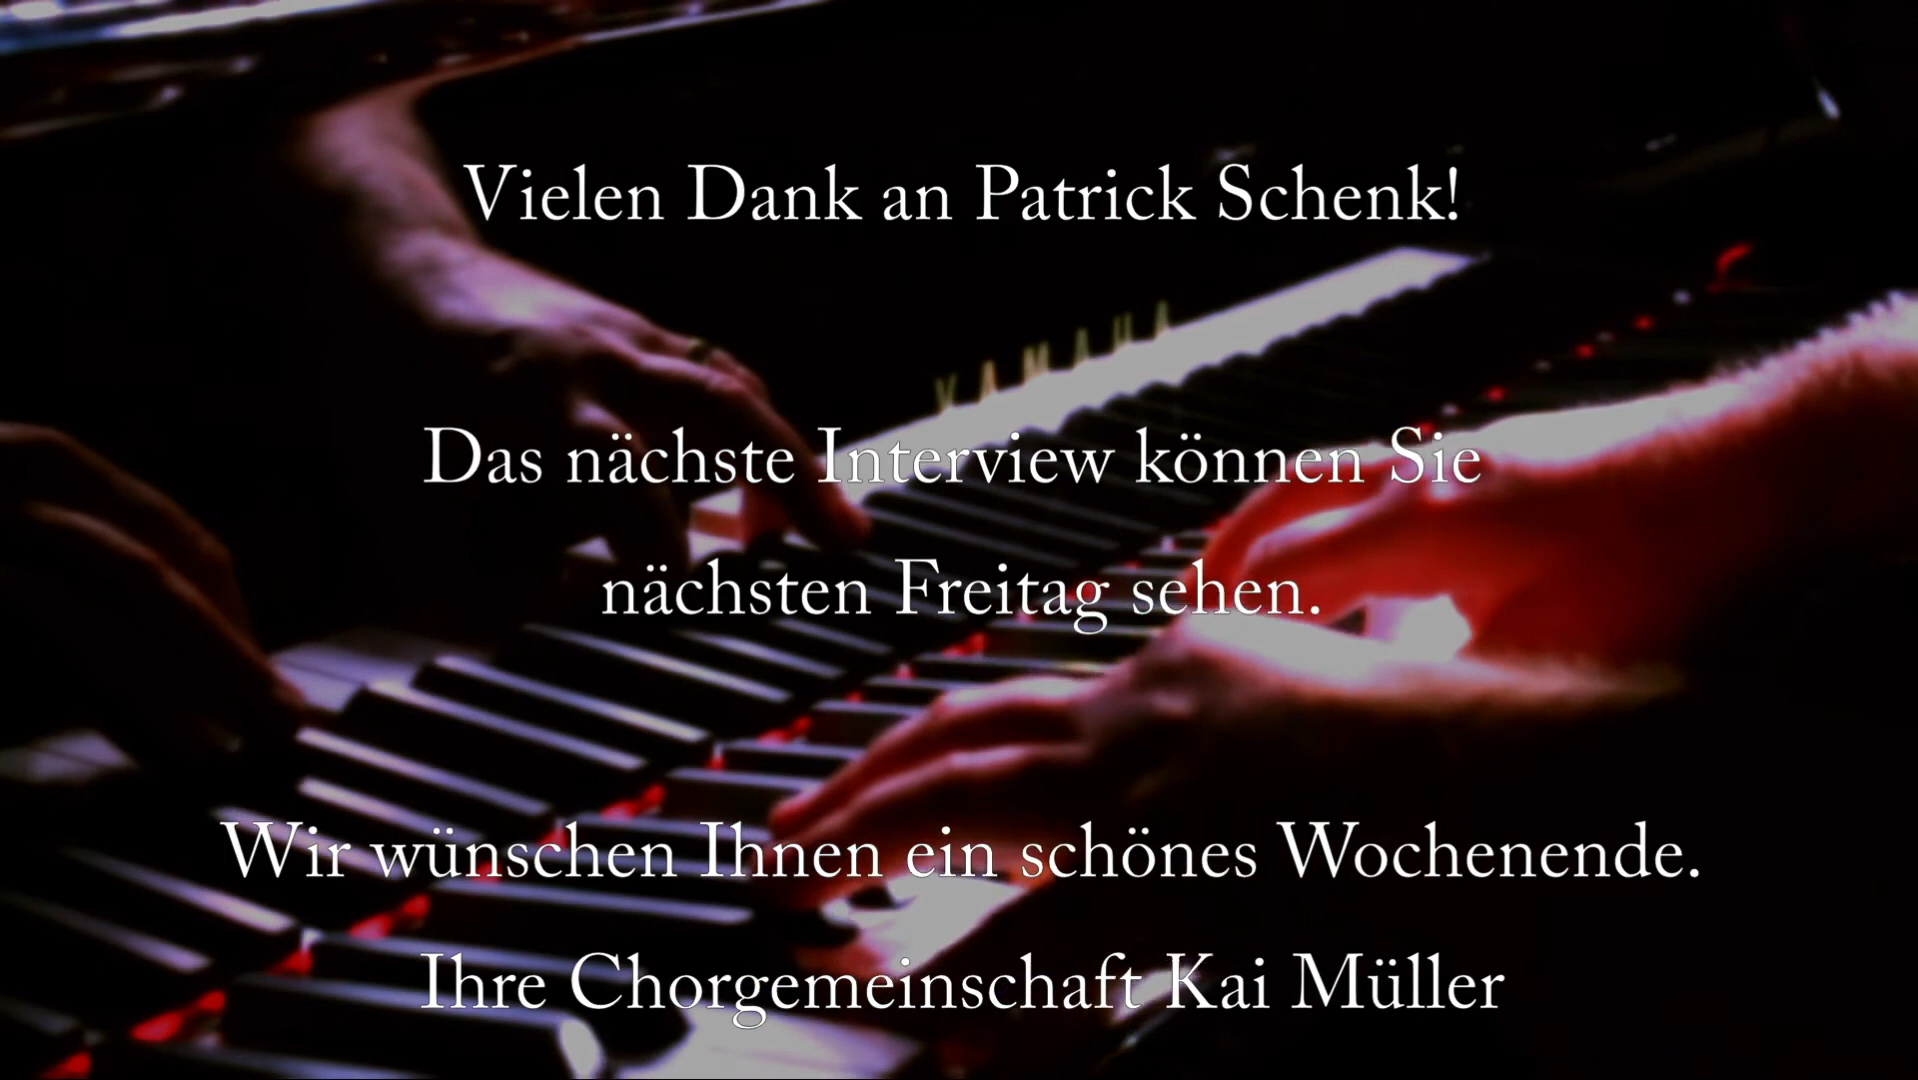 Vielen Dank an Patrick Schenk!
YAMAHA
Das nächste Interview können Sie
nächsten Freitag sehen.
Wir wünschen Ihnen ein schönes Wochenende.
Ihre Chorgemeinschaft Kai Müller